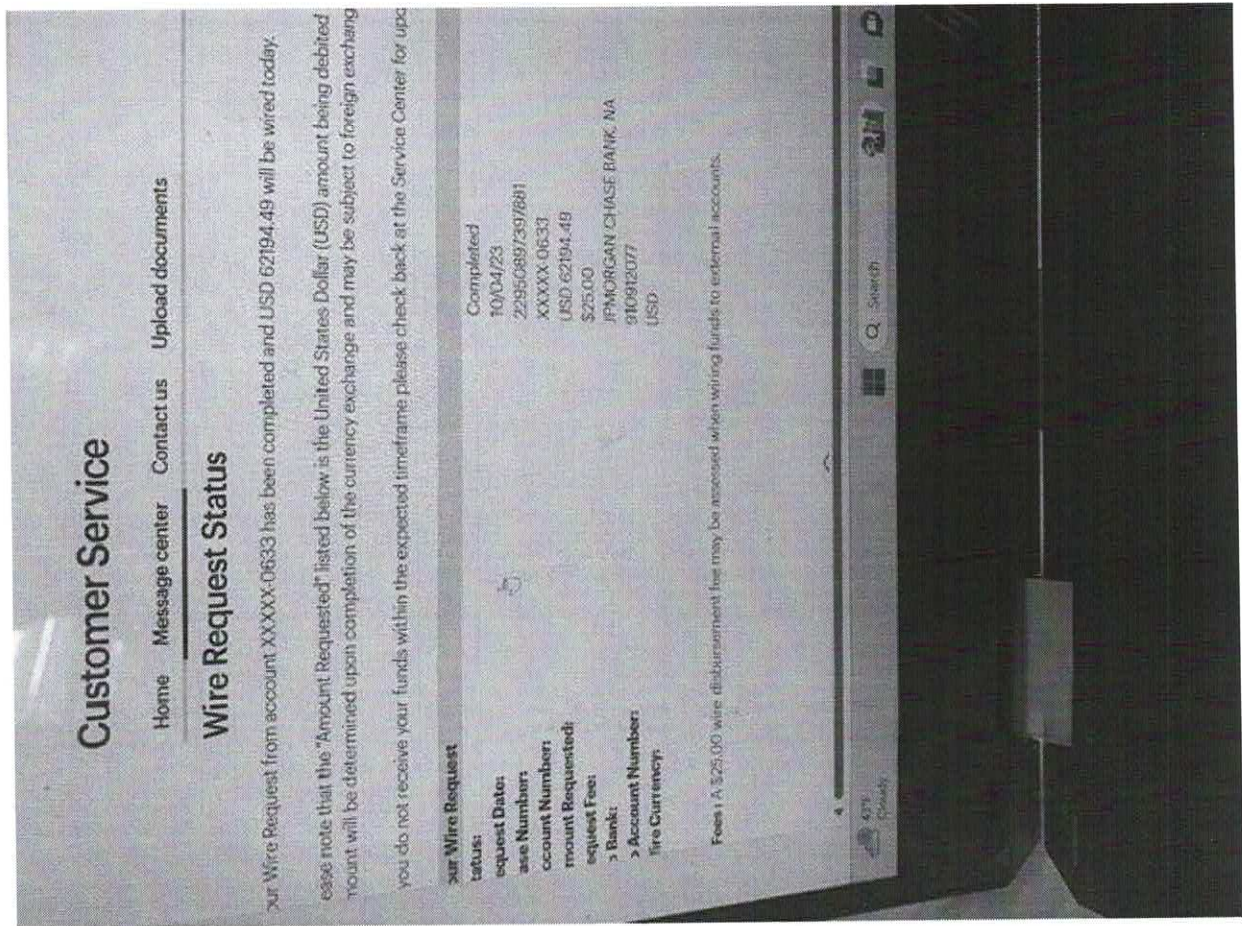 Customer Service
Home Message center Contact us Upload documents
Wire Request Status
our Wire Request from account XXXXX-0633 has been completed and USD 62194.49 will be wired today.
ease note that the "Amount Requested" listed below is the United States Dollar (USD) amount being debited
mount will be determined upon completion of the currency exchange and may be subject to foreign exchang
you do not receive your funds within the expected timeframe please check back at the Service Center for upd
our Wire Request
tatus: Completed
equest Date: 10/04/23
ase Number: 22950897397881
ccount Number: XXXXX-0633
mount Requested: USD 62194.49
equest Fee: $25.00
> Bank: JPMORGAN CHASE BANK, NA
> Account Number: 910912077
ire Currency: USD
Fees: A $25.00 wire disbursement fee may be assessed when wiring funds to external accounts.
43°F
Cloudy
Search